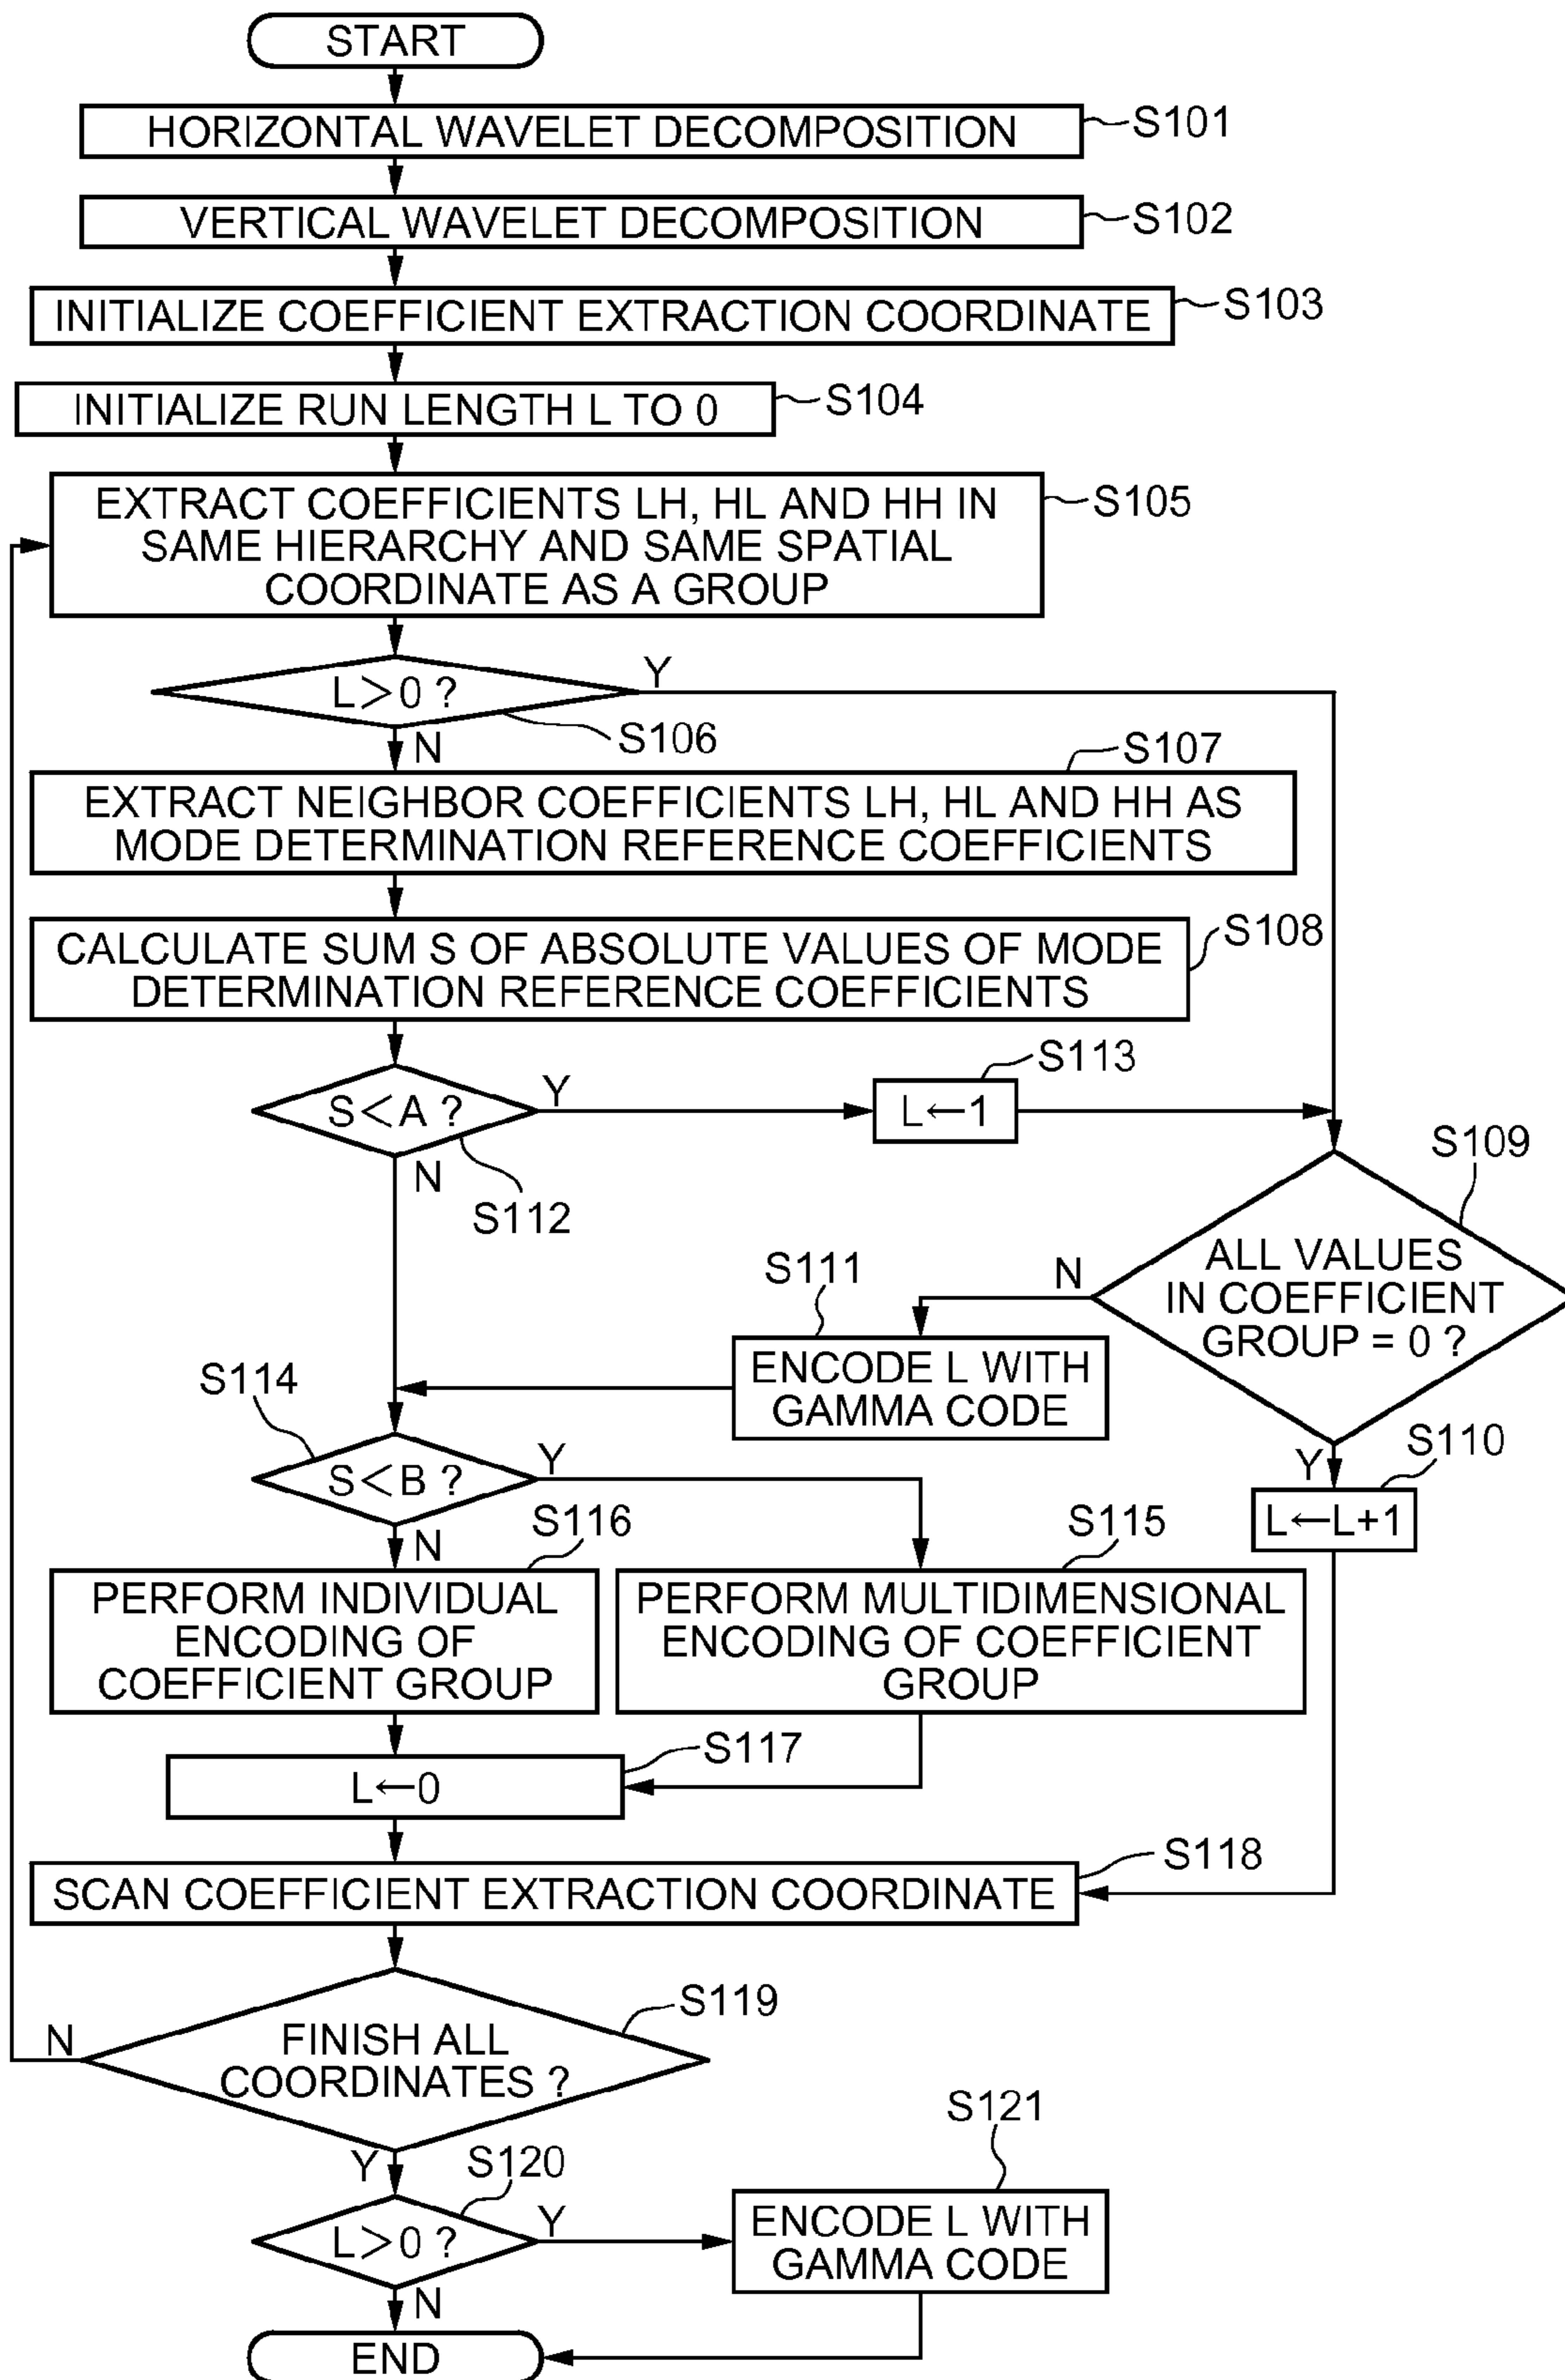 START
HORIZONTAL WAVELET DECOMPOSITION
S101
VERTICAL WAVELET DECOMPOSITION
S102
INITIALIZE COEFFICIENT EXTRACTION COORDINATE
S103
INITIALIZE RUN LENGTH L TO 0
S104
EXTRACT COEFFICIENTS LH, HL AND HH IN
SAME HIERARCHY AND SAME SPATIAL
COORDINATE AS A GROUP
S105
L>0 ?
Y
S106
N
S107
EXTRACT NEIGHBOR COEFFICIENTS LH, HL AND HH AS
MODE DETERMINATION REFERENCE COEFFICIENTS
CALCULATE SUM S OF ABSOLUTE VALUES OF MODE
DETERMINATION REFERENCE COEFFICIENTS
S108
S<A ?
Y
S113
L←1
N
S112
S109
ALL VALUES
IN COEFFICIENT
GROUP = 0 ?
N
S111
ENCODE L WITH
GAMMA CODE
Y
S110
L←L+1
S114
S<B ?
Y
N
S116
PERFORM INDIVIDUAL
ENCODING OF
COEFFICIENT GROUP
S115
PERFORM MULTIDIMENSIONAL
ENCODING OF COEFFICIENT
GROUP
S117
L←0
S118
SCAN COEFFICIENT EXTRACTION COORDINATE
S119
N
FINISH ALL
COORDINATES ?
Y
S120
L>0 ?
Y
S121
ENCODE L WITH
GAMMA CODE
N
END